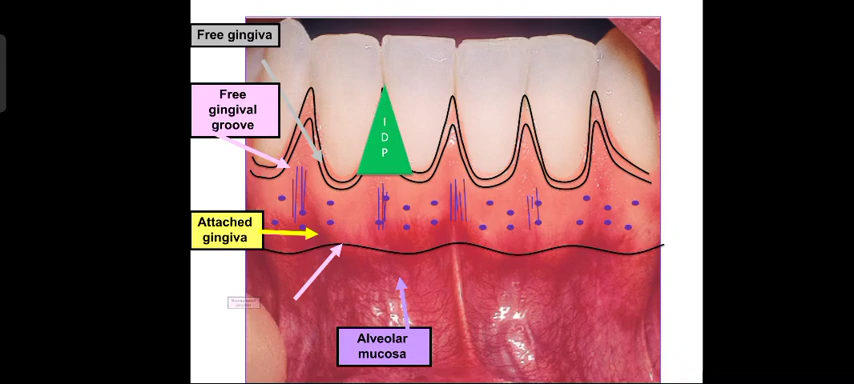 Free gingiva
Free
gingival
groove
I
D
P
Attached
gingiva
Alveolar
mucosa